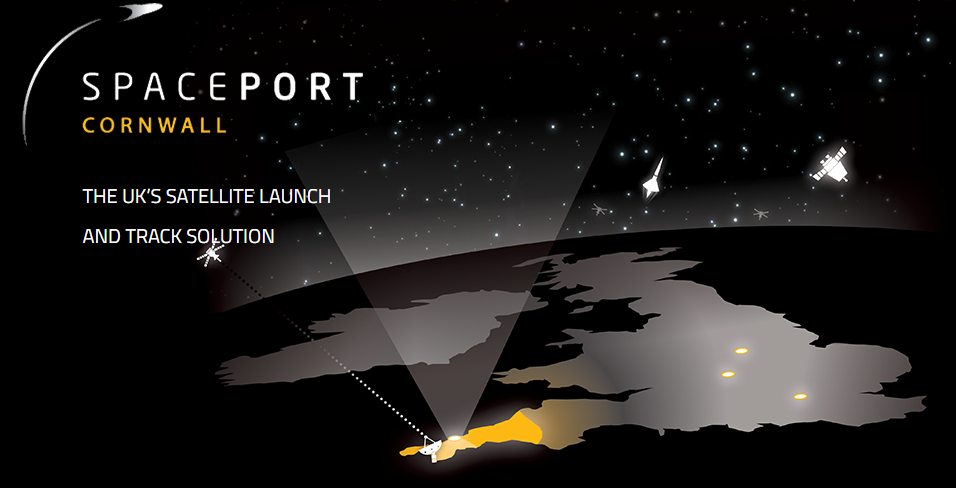 SPACEPORT
CORNWALL
THE UK'S SATELLITE LAUNCH
AND TRACK SOLUTION